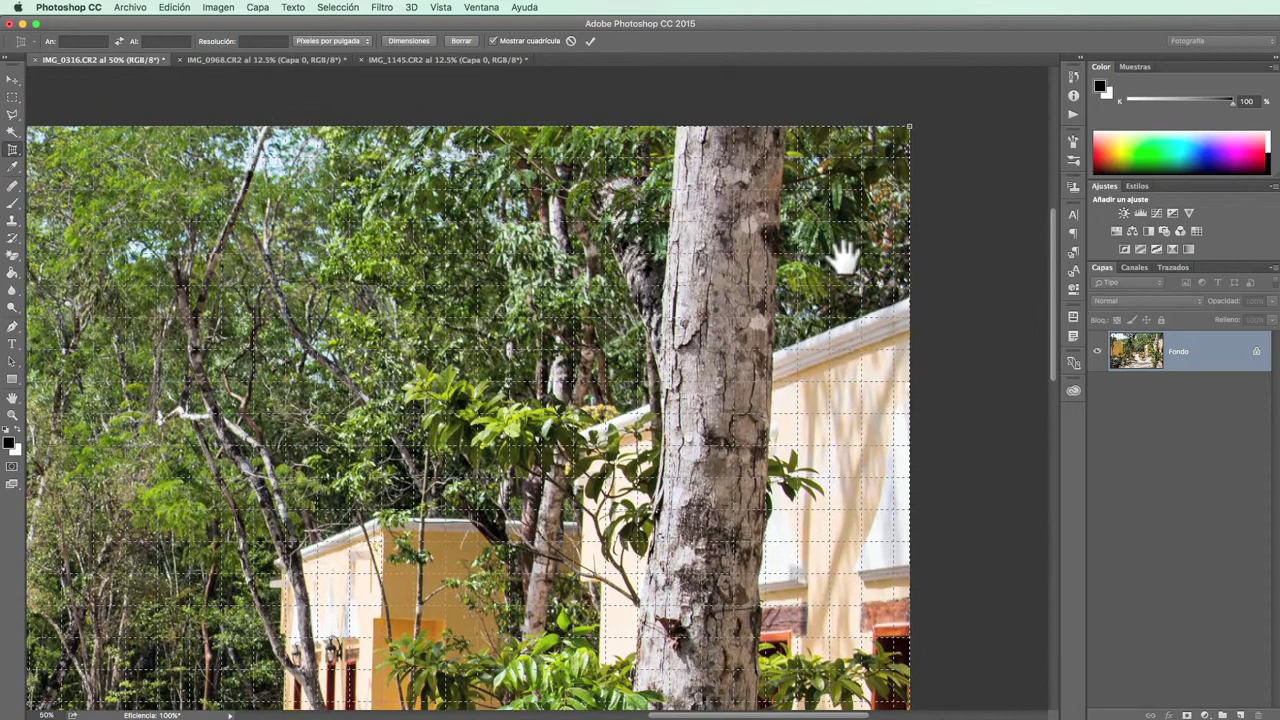 Photoshop CC Archivo Edición Imagen Capa Texto Selección Filtro 3D Vista Ventana Ayuda
Adobe Photoshop CC 2015
An: Al: Resolución: Píxeles por pulgada Dimensiones Borrar Mostrar cuadrícula Fotografía
IMG_0316.CR2 al 50% (RGB/8*) * IMG_0968.CR2 al 12.5% (Capa 0, RGB/8*) * IMG_1145.CR2 al 12.5% (Capa 0, RGB/8*) *
Color Muestras
K 100 %
Ajustes Estilos
Añadir un ajuste
Capas Canales Trazados
Tipo
Normal Opacidad: 100%
Bloq.: Relleno: 100%
Fondo
50% Eficiencia: 100%*